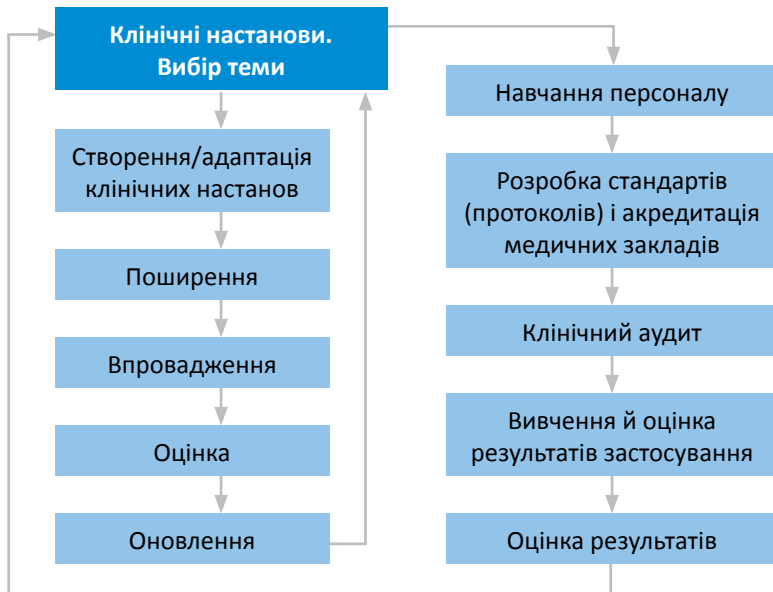 Клінічні настанови.
Вибір теми
Створення/адаптація
клінічних настанов
Поширення
Впровадження
Оцінка
Оновлення
Навчання персоналу
Розробка стандартів
(протоколів) і акредитація
медичних закладів
Клінічний аудит
Вивчення й оцінка
результатів застосування
Оцінка результатів